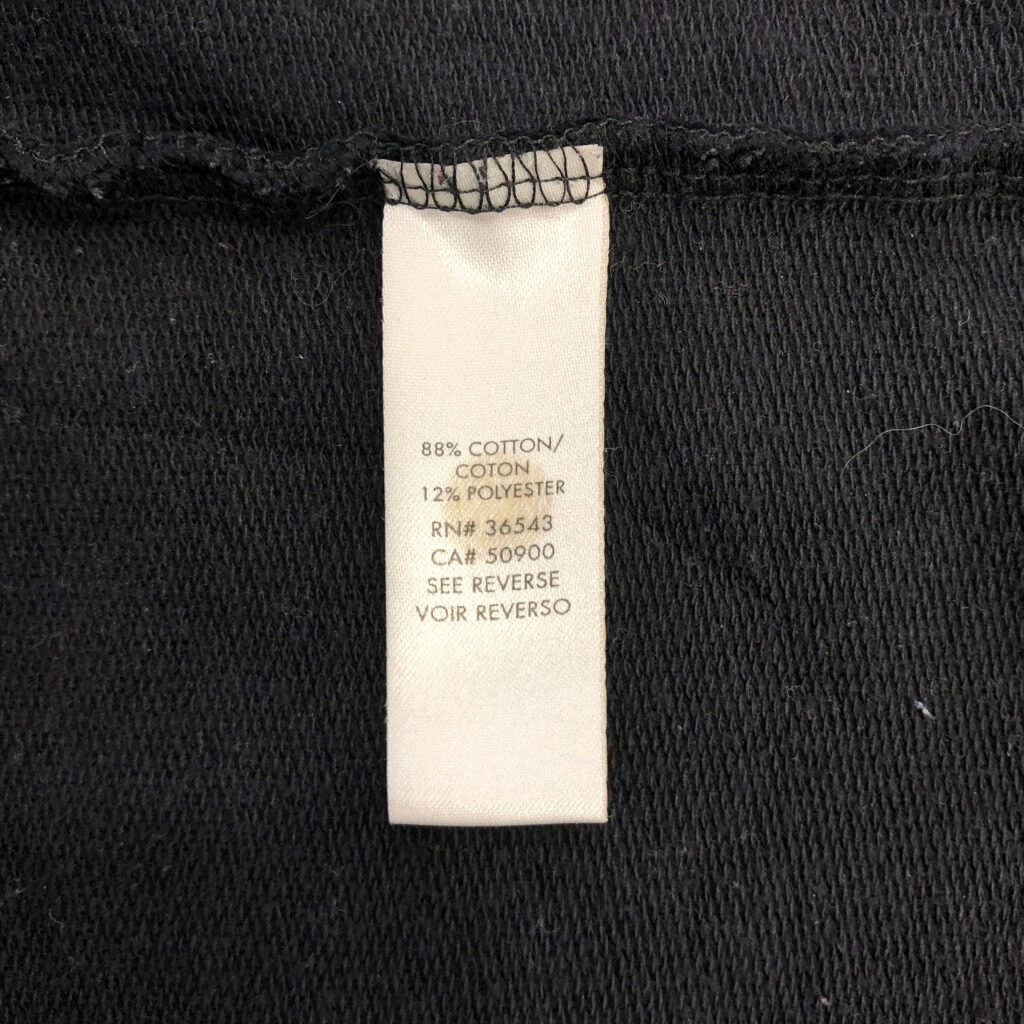 88% COTTON/
COTON
12% POLYESTER
RN# 36543
CA# 50900
SEE REVERSE
VOIR REVERSO